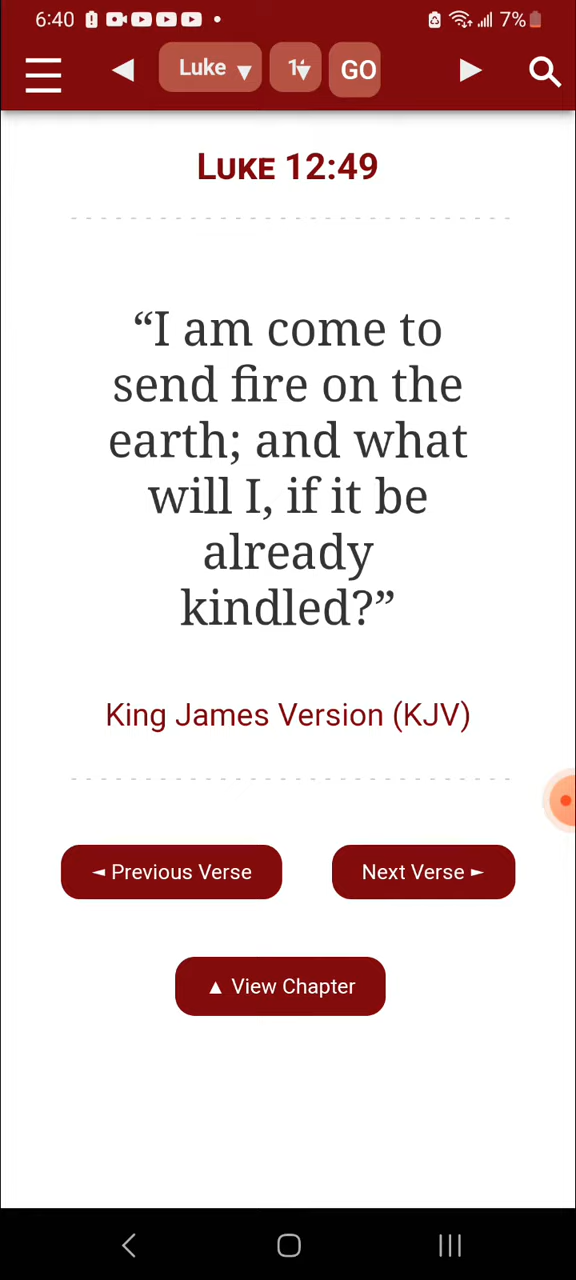 6:40 7%
Luke GO
LUKE 12:49
“I am come to
send fire on the
earth; and what
will I, if it be
already
kindled?”
King James Version (KJV)
◄ Previous Verse Next Verse ►
▲ View Chapter